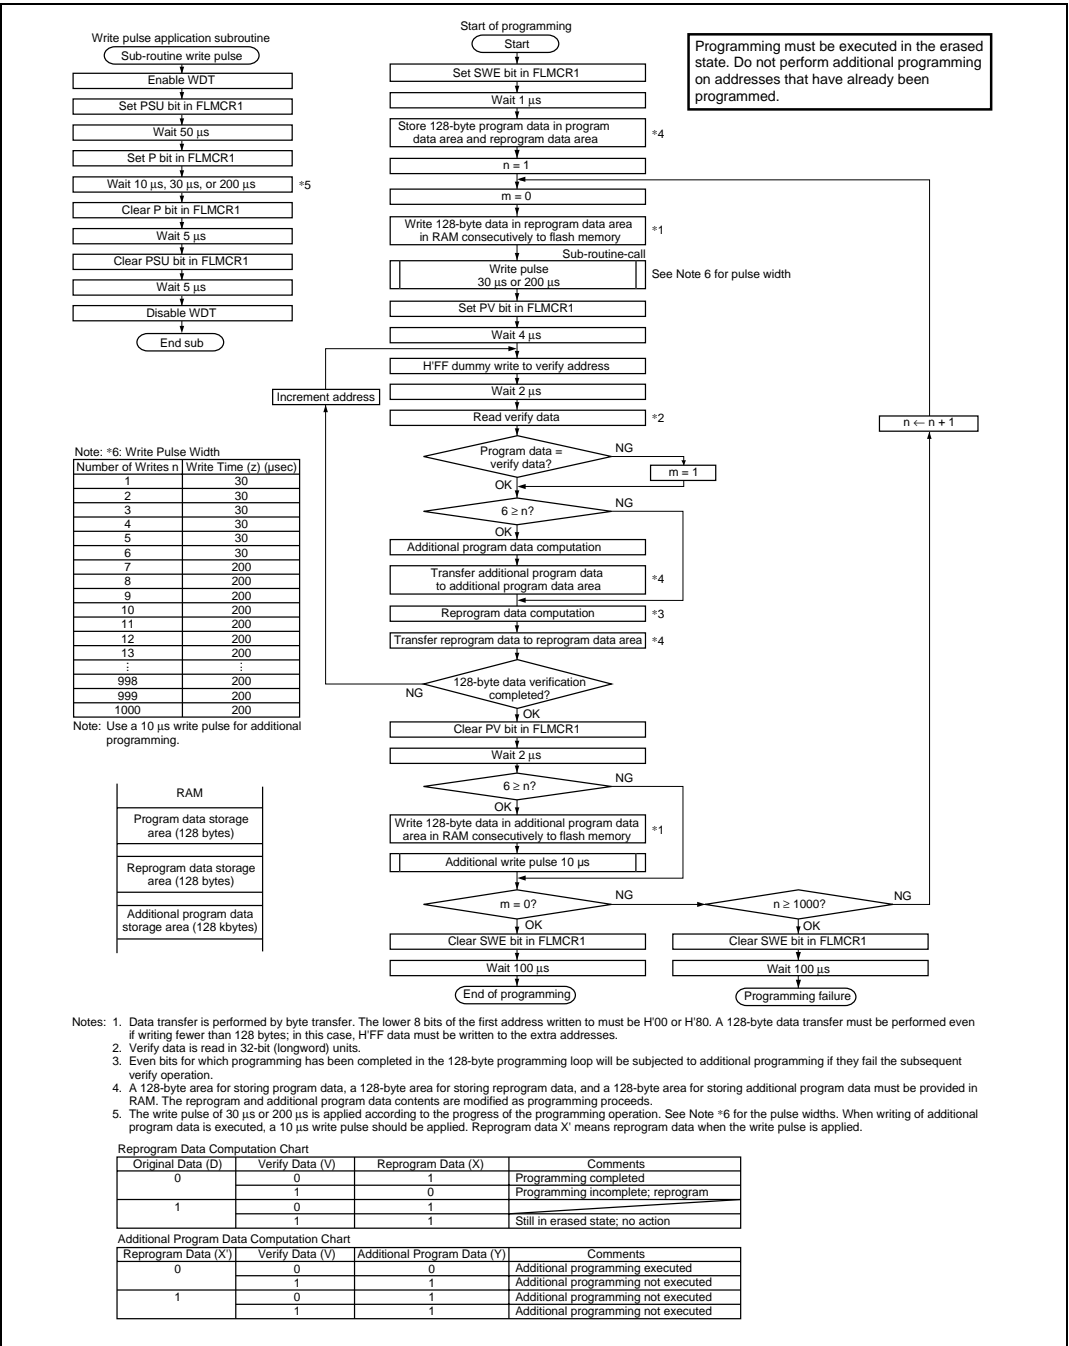 Write pulse application subroutine
Sub-routine write pulse
Enable WDT
Set PSU bit in FLMCR1
Wait 50 μs
Set P bit in FLMCR1
Wait 10 μs, 30 μs, or 200 μs *5
Clear P bit in FLMCR1
Wait 5 μs
Clear PSU bit in FLMCR1
Wait 5 μs
Disable WDT
End sub
Start of programming
Start
Set SWE bit in FLMCR1
Wait 1 μs
Store 128-byte program data in program
data area and reprogram data area
*4
n = 1
m = 0
Write 128-byte data in reprogram data area
in RAM consecutively to flash memory
*1
Sub-routine-call
Write pulse
30 μs or 200 μs
See Note 6 for pulse width
Set PV bit in FLMCR1
Wait 4 μs
H'FF dummy write to verify address
Wait 2 μs
Read verify data *2
Increment address
Program data =
verify data?
NG
m = 1
OK
6 ≥ n?
NG
OK
Additional program data computation
Transfer additional program data
to additional program data area
*4
Reprogram data computation *3
Transfer reprogram data to reprogram data area *4
128-byte data verification
completed?
NG
OK
Clear PV bit in FLMCR1
Wait 2 μs
6 ≥ n?
NG
OK
Write 128-byte data in additional program data
area in RAM consecutively to flash memory
*1
Additional write pulse 10 μs
m = 0?
NG
OK
Clear SWE bit in FLMCR1
Wait 100 μs
End of programming
n ≥ 1000?
NG
OK
Clear SWE bit in FLMCR1
Wait 100 μs
Programming failure
n ← n + 1
Programming must be executed in the erased
state. Do not perform additional programming
on addresses that have already been
programmed.
Note: *6: Write Pulse Width
Number of Writes n Write Time (z) (μsec)
1 30
2 30
3 30
4 30
5 30
6 30
7 200
8 200
9 200
10 200
11 200
12 200
13 200
⋮ ⋮
998 200
999 200
1000 200
Note: Use a 10 μs write pulse for additional
programming.
RAM
Program data storage
area (128 bytes)
Reprogram data storage
area (128 bytes)
Additional program data
storage area (128 kbytes)
Notes: 1. Data transfer is performed by byte transfer. The lower 8 bits of the first address written to must be H'00 or H'80. A 128-byte data transfer must be performed even
if writing fewer than 128 bytes; in this case, H'FF data must be written to the extra addresses.
2. Verify data is read in 32-bit (longword) units.
3. Even bits for which programming has been completed in the 128-byte programming loop will be subjected to additional programming if they fail the subsequent
verify operation.
4. A 128-byte area for storing program data, a 128-byte area for storing reprogram data, and a 128-byte area for storing additional program data must be provided in
RAM. The reprogram and additional program data contents are modified as programming proceeds.
5. The write pulse of 30 μs or 200 μs is applied according to the progress of the programming operation. See Note *6 for the pulse widths. When writing of additional
program data is executed, a 10 μs write pulse should be applied. Reprogram data X' means reprogram data when the write pulse is applied.
Reprogram Data Computation Chart
Original Data (D) Verify Data (V) Reprogram Data (X) Comments
0 0 1 Programming completed
1 0 Programming incomplete; reprogram
1 0 1
1 1 Still in erased state; no action
Additional Program Data Computation Chart
Reprogram Data (X') Verify Data (V) Additional Program Data (Y) Comments
0 0 0 Additional programming executed
1 1 Additional programming not executed
1 0 1 Additional programming not executed
1 1 Additional programming not executed